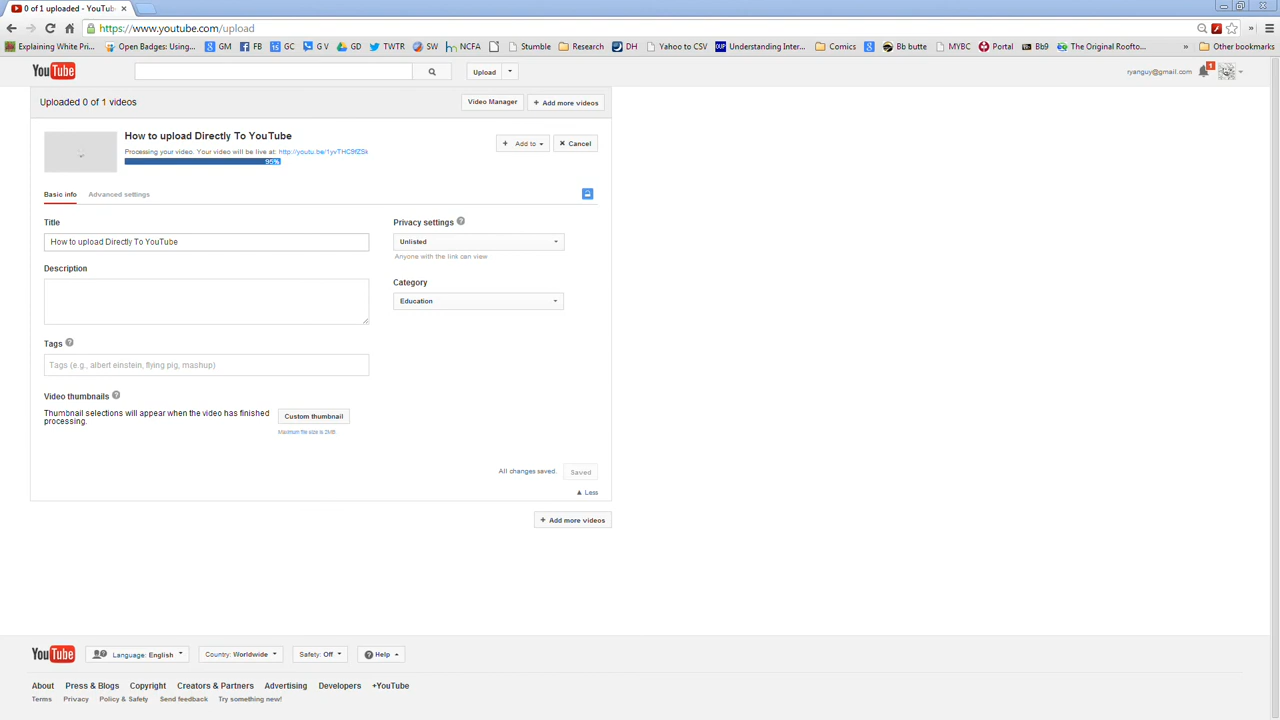 0 of 1 uploaded - YouTub
https://www.youtube.com/upload
Explaining White Pri...
Open Badges: Using...
GM
FB
GC
G V
GD
TWTR
SW
NCFA
Stumble
Research
DH
Yahoo to CSV
Understanding Inter...
Comics
Bb butte
MYBC
Portal
Bb9
The Original Roofto...
»
Other bookmarks
YouTube
Upload
ryanguy@gmail.com
1
Uploaded 0 of 1 videos
Video Manager
+ Add more videos
How to upload Directly To YouTube
Processing your video. Your video will be live at: http://youtu.be/1yvTHC9fZSk
95%
+ Add to
Cancel
Basic info
Advanced settings
Title
How to upload Directly To YouTube
Description
Tags
Tags (e.g., albert einstein, flying pig, mashup)
Video thumbnails
Thumbnail selections will appear when the video has finished
processing.
Custom thumbnail
Maximum file size is 2MB.
Privacy settings
Unlisted
Anyone with the link can view
Category
Education
All changes saved.
Saved
Less
+ Add more videos
YouTube
Language: English
Country: Worldwide
Safety: Off
Help
About
Press & Blogs
Copyright
Creators & Partners
Advertising
Developers
+YouTube
Terms
Privacy
Policy & Safety
Send feedback
Try something new!